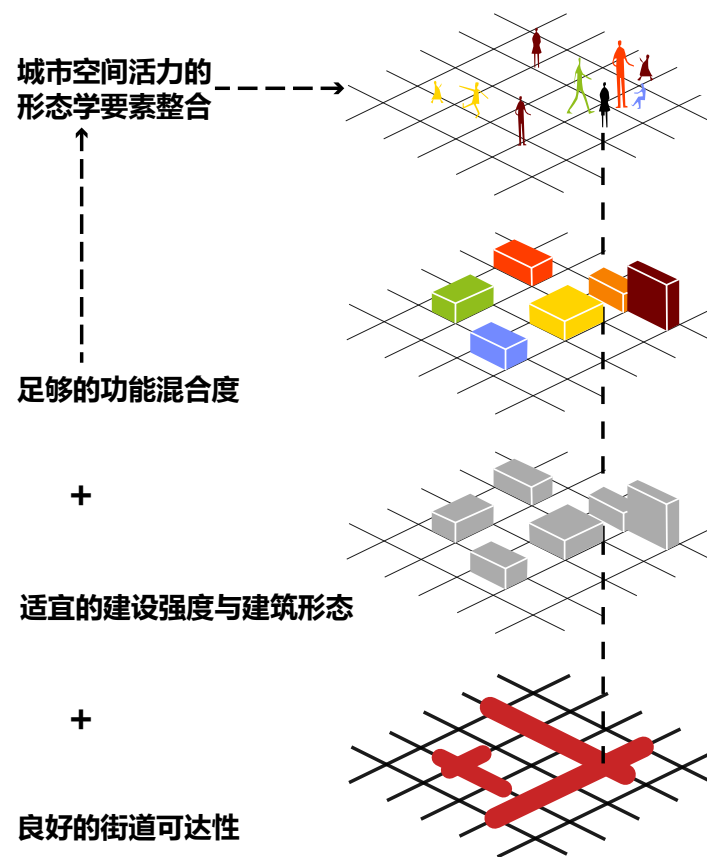 城市空间活力的
形态学要素整合
足够的功能混合度
+
适宜的建设强度与建筑形态
+
良好的街道可达性